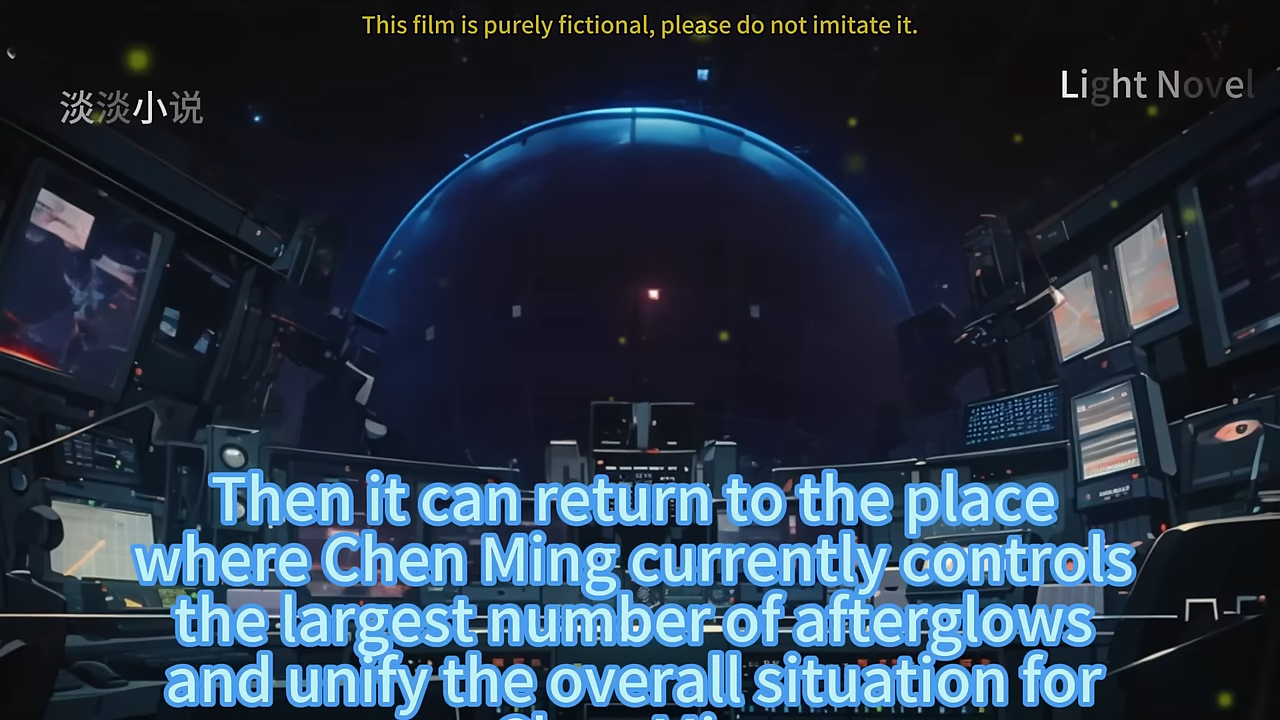 This film is purely fictional, please do not imitate it.
淡淡小说
Light Novel
Then it can return to the place
where Chen Ming currently controls
the largest number of afterglows
and unify the overall situation for